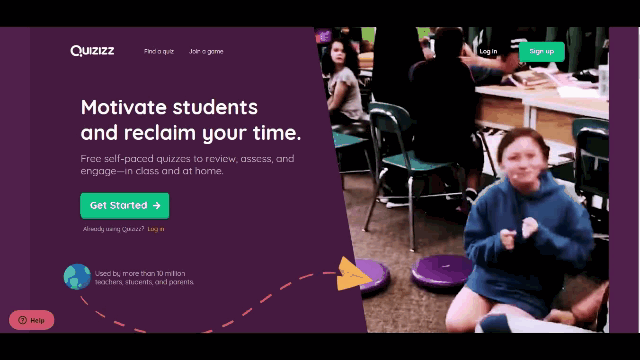 QUIZIZZ
Find a quiz
Join a game
Log in
Sign up
Motivate students
and reclaim your time.
Free self-paced quizzes to review, assess, and
engage—in class and at home.
Get Started →
Already using Quizizz? Log in
Used by more than 10 million
teachers, students, and parents.
Help